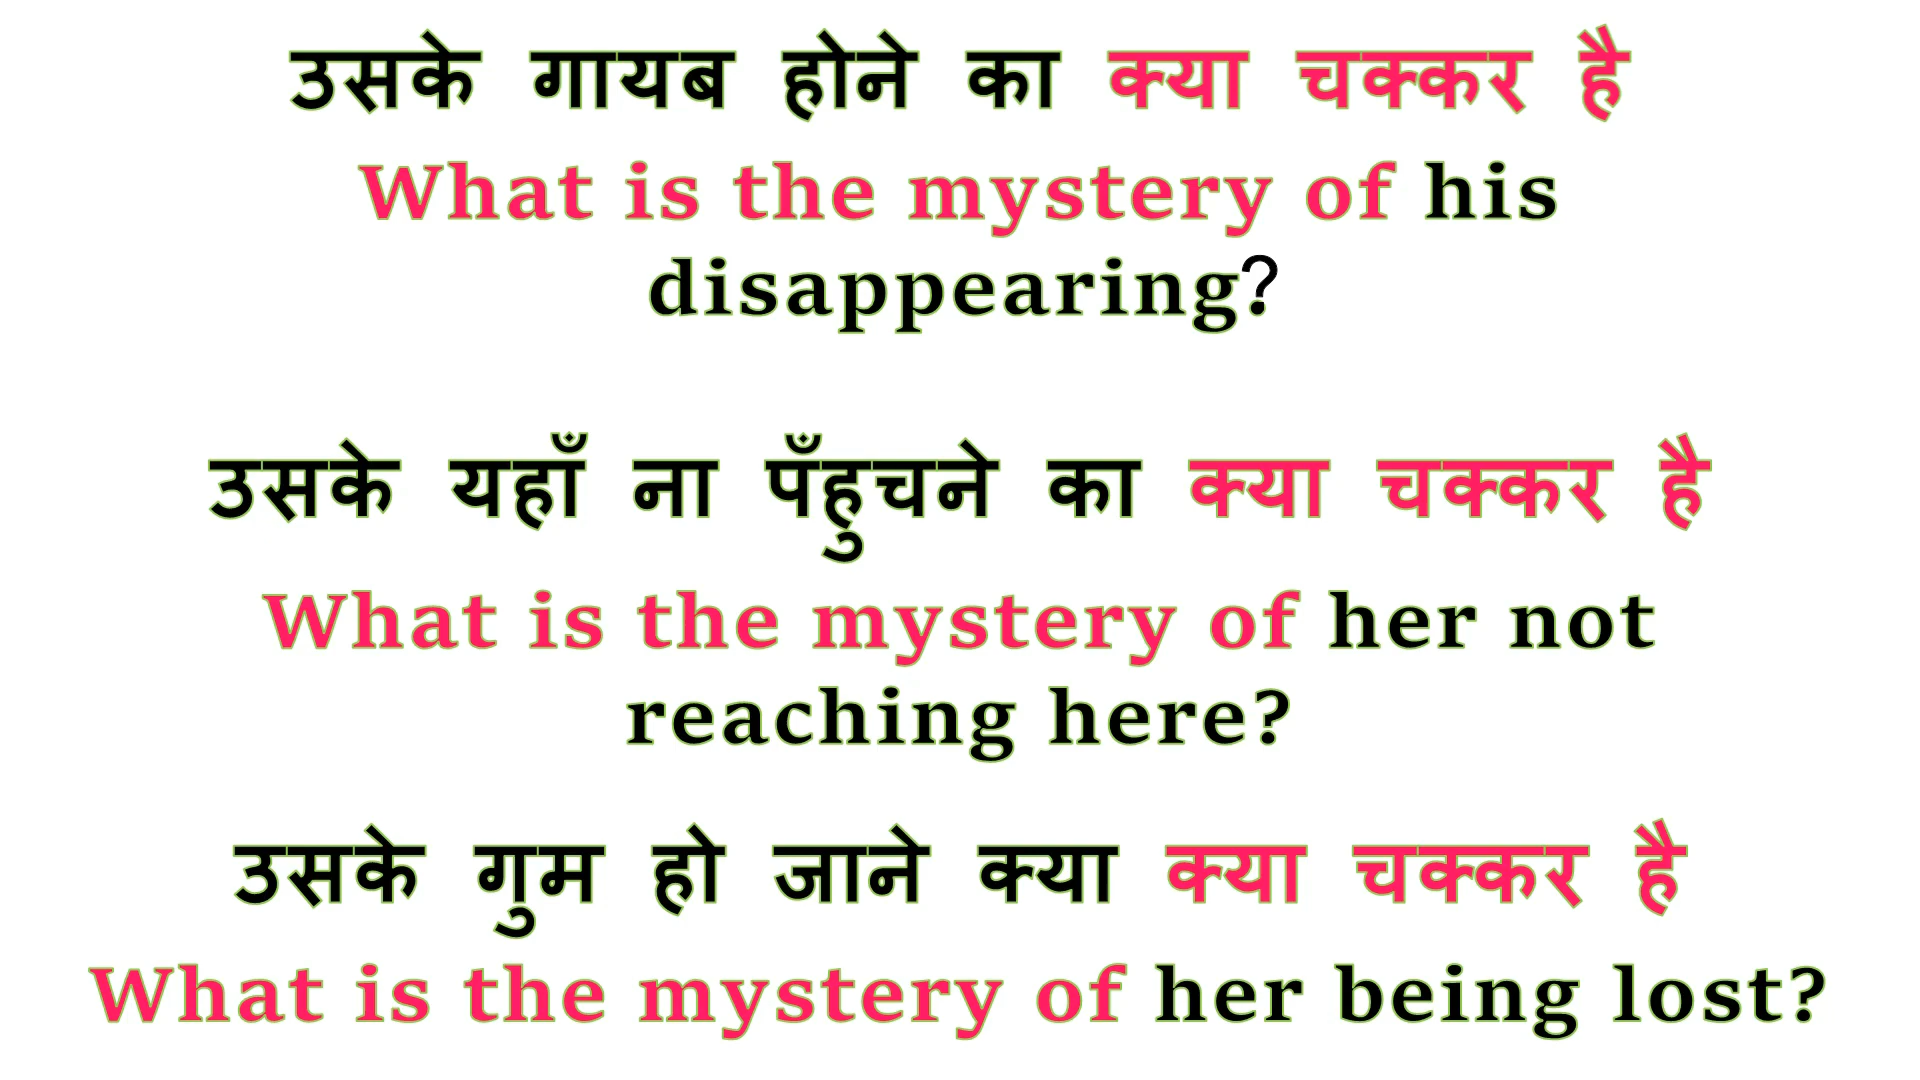 उसके गायब होने का क्या चक्कर है
What is the mystery of his
disappearing?
उसके यहाँ ना पँहुचने का क्या चक्कर है
What is the mystery of her not
reaching here?
उसके गुम हो जाने क्या क्या चक्कर है
What is the mystery of her being lost?